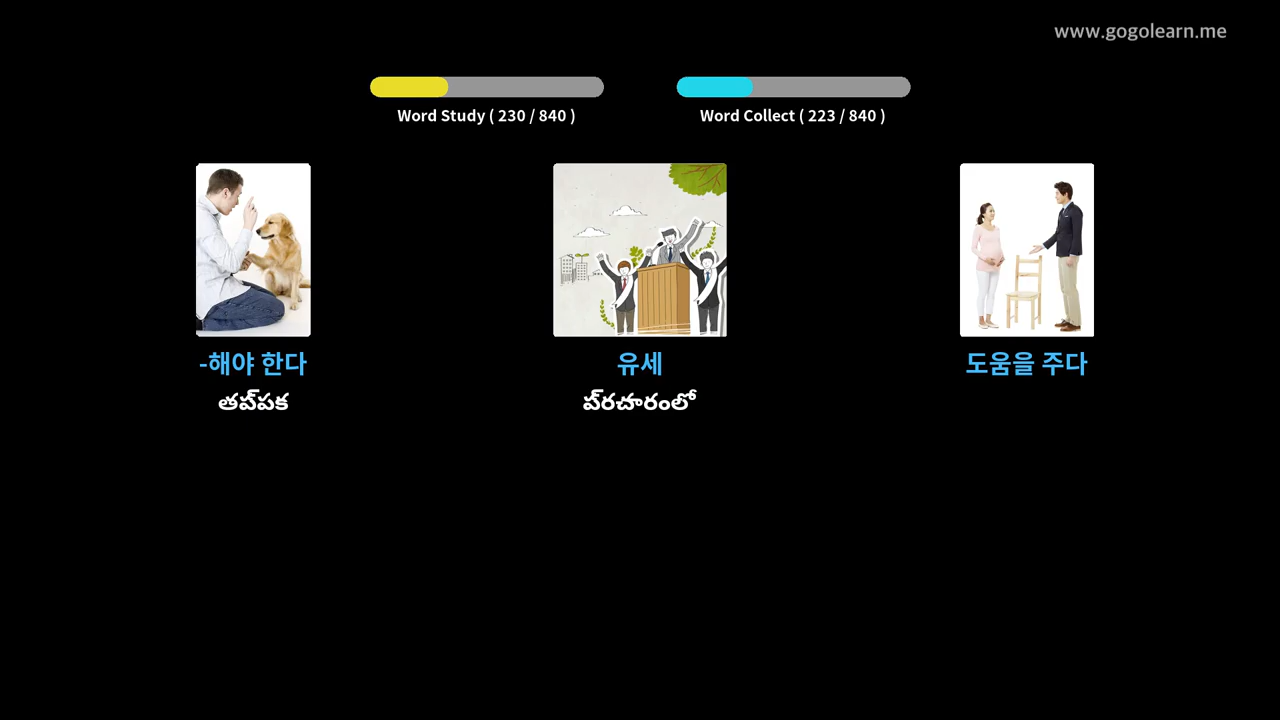 www.gogolearn.me
Word Study ( 230 / 840 )
Word Collect ( 223 / 840 )
-해야 한다
유세
도움을 주다
తప్పక
ప్రచారంలో